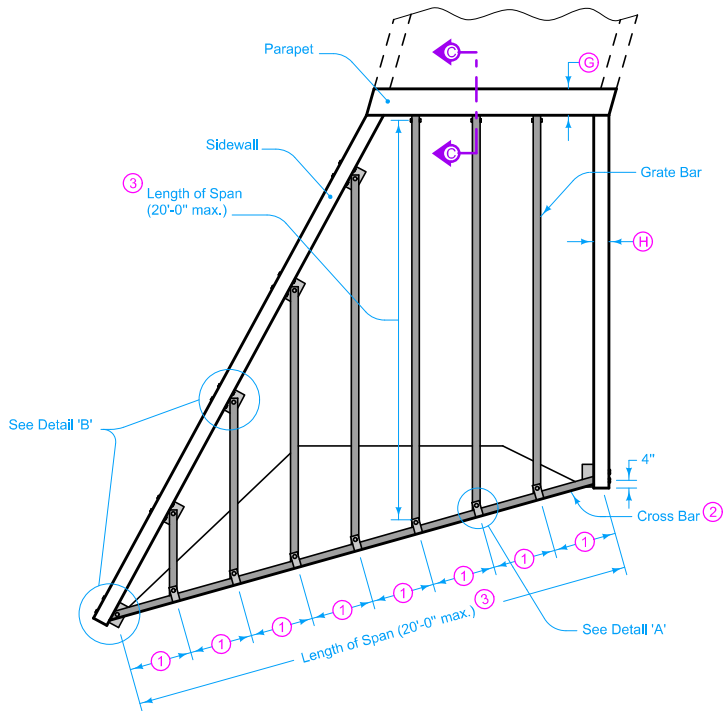 C
G
Parapet
Sidewall
C
3 Length of Span
(20'-0" max.)
Grate Bar
H
See Detail 'B'
4"
Cross Bar 2
1
1
1
1
1
1
1
1
Length of Span (20'-0" max.) 3
See Detail 'A'